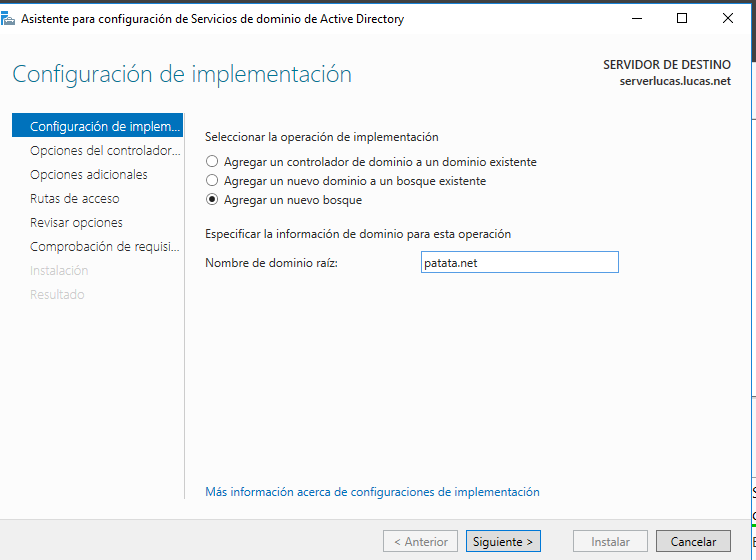 Asistente para configuración de Servicios de dominio de Active Directory
Configuración de implementación
SERVIDOR DE DESTINO
serverlucas.lucas.net
Configuración de implem...
Opciones del controlador...
Opciones adicionales
Rutas de acceso
Revisar opciones
Comprobación de requisi...
Instalación
Resultado
Seleccionar la operación de implementación
Agregar un controlador de dominio a un dominio existente
Agregar un nuevo dominio a un bosque existente
Agregar un nuevo bosque
Especificar la información de dominio para esta operación
Nombre de dominio raíz:
patata.net
Más información acerca de configuraciones de implementación
< Anterior
Siguiente >
Instalar
Cancelar